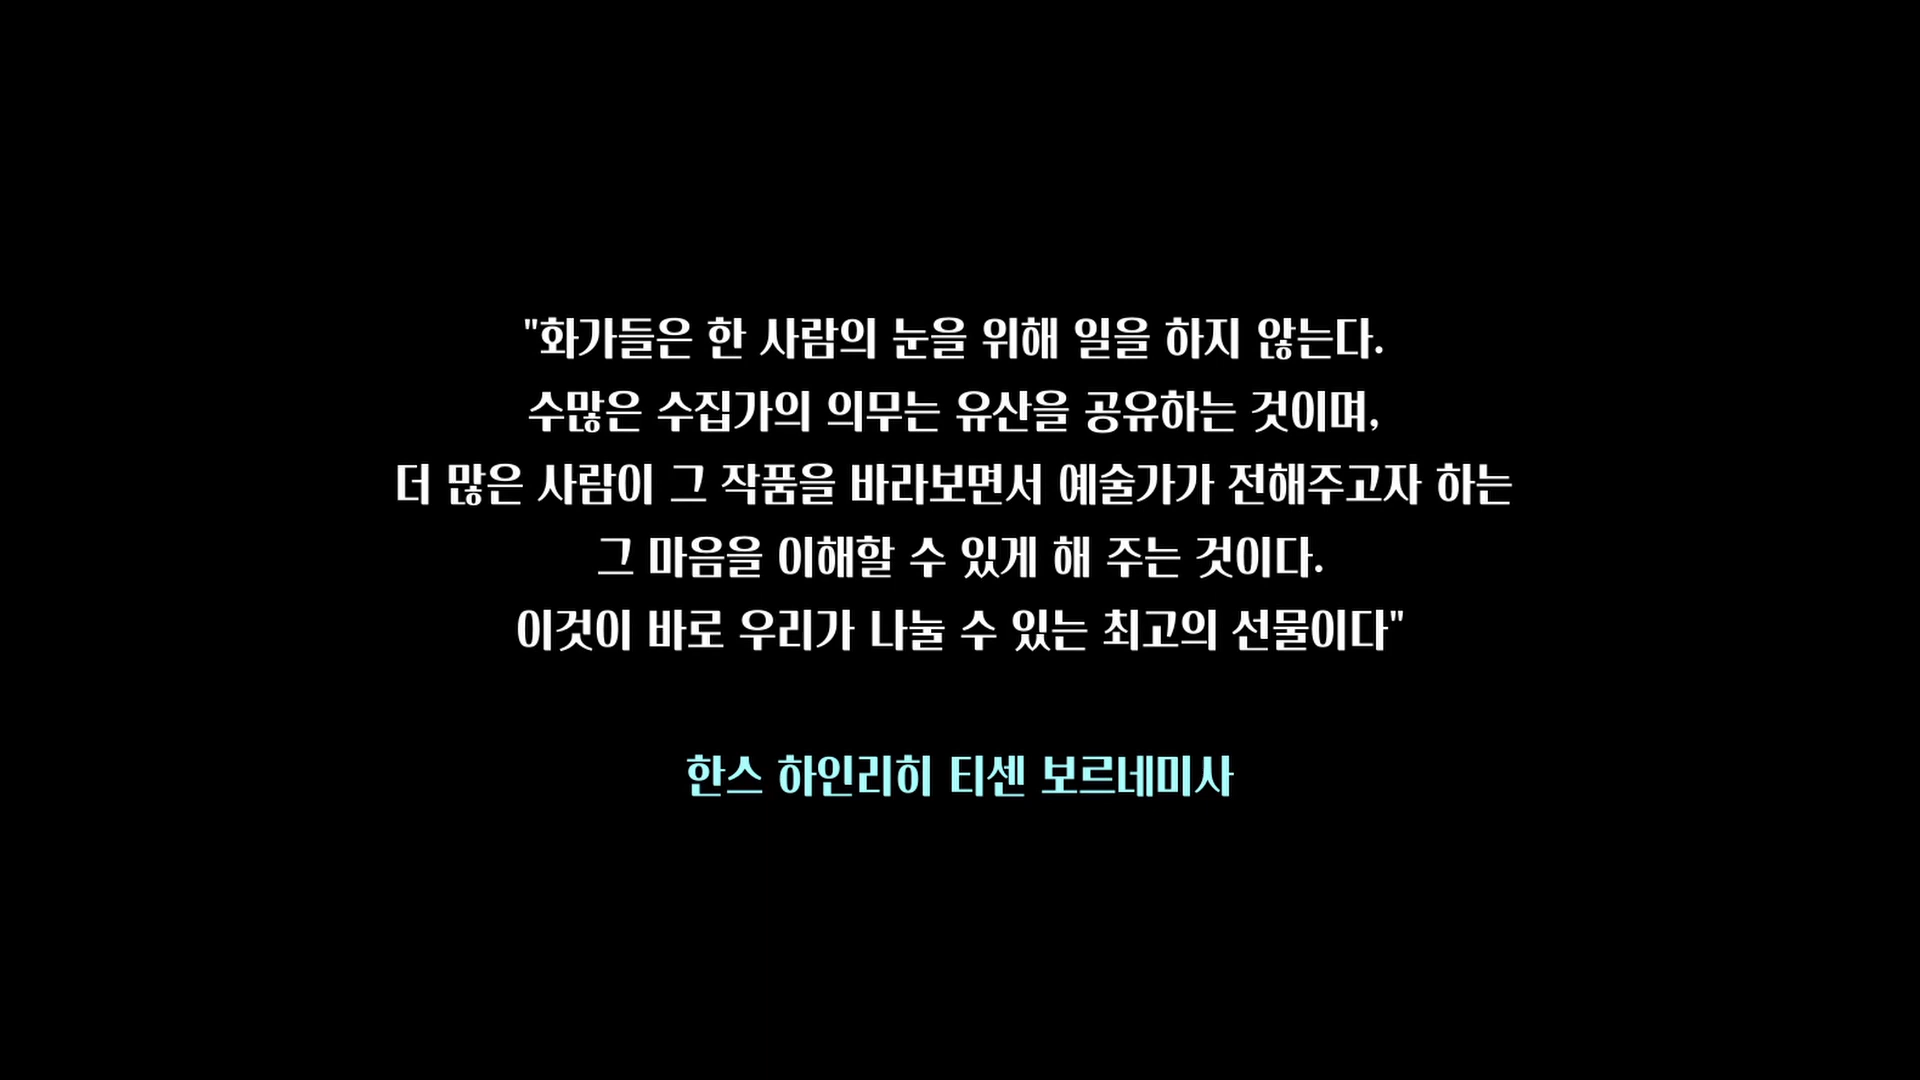 "화가들은 한 사람의 눈을 위해 일을 하지 않는다.
수많은 수집가의 의무는 유산을 공유하는 것이며,
더 많은 사람이 그 작품을 바라보면서 예술가가 전해주고자 하는
그 마음을 이해할 수 있게 해 주는 것이다.
이것이 바로 우리가 나눌 수 있는 최고의 선물이다"
한스 하인리히 티센 보르네미사